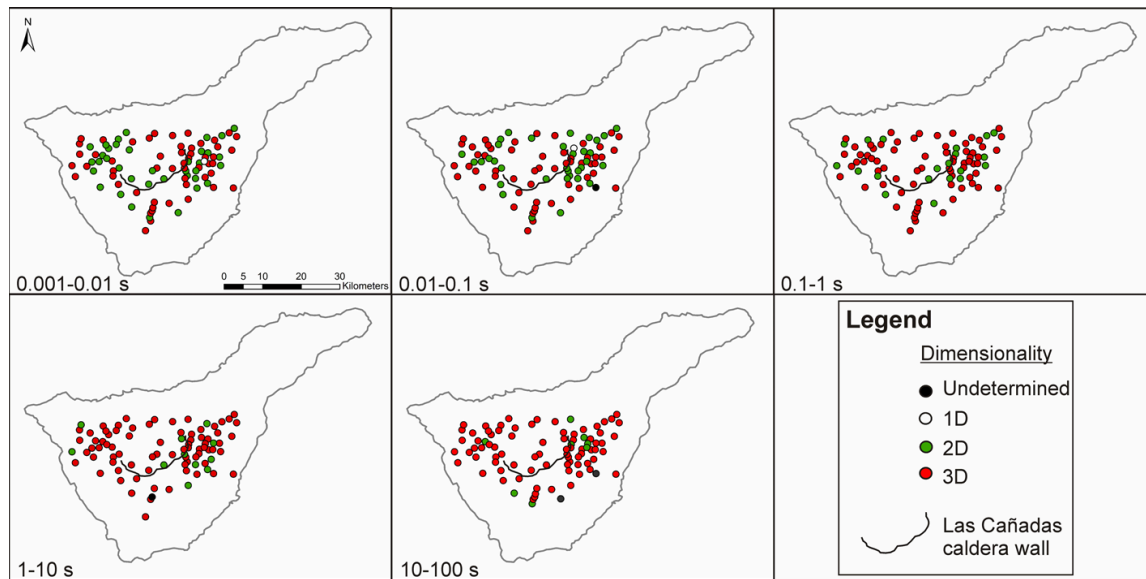 N
0 5 10 20 30
Kilometers
0.001-0.01 s
0.01-0.1 s
0.1-1 s
1-10 s
10-100 s
Legend
Dimensionality
Undetermined
1D
2D
3D
Las Cañadas
caldera wall